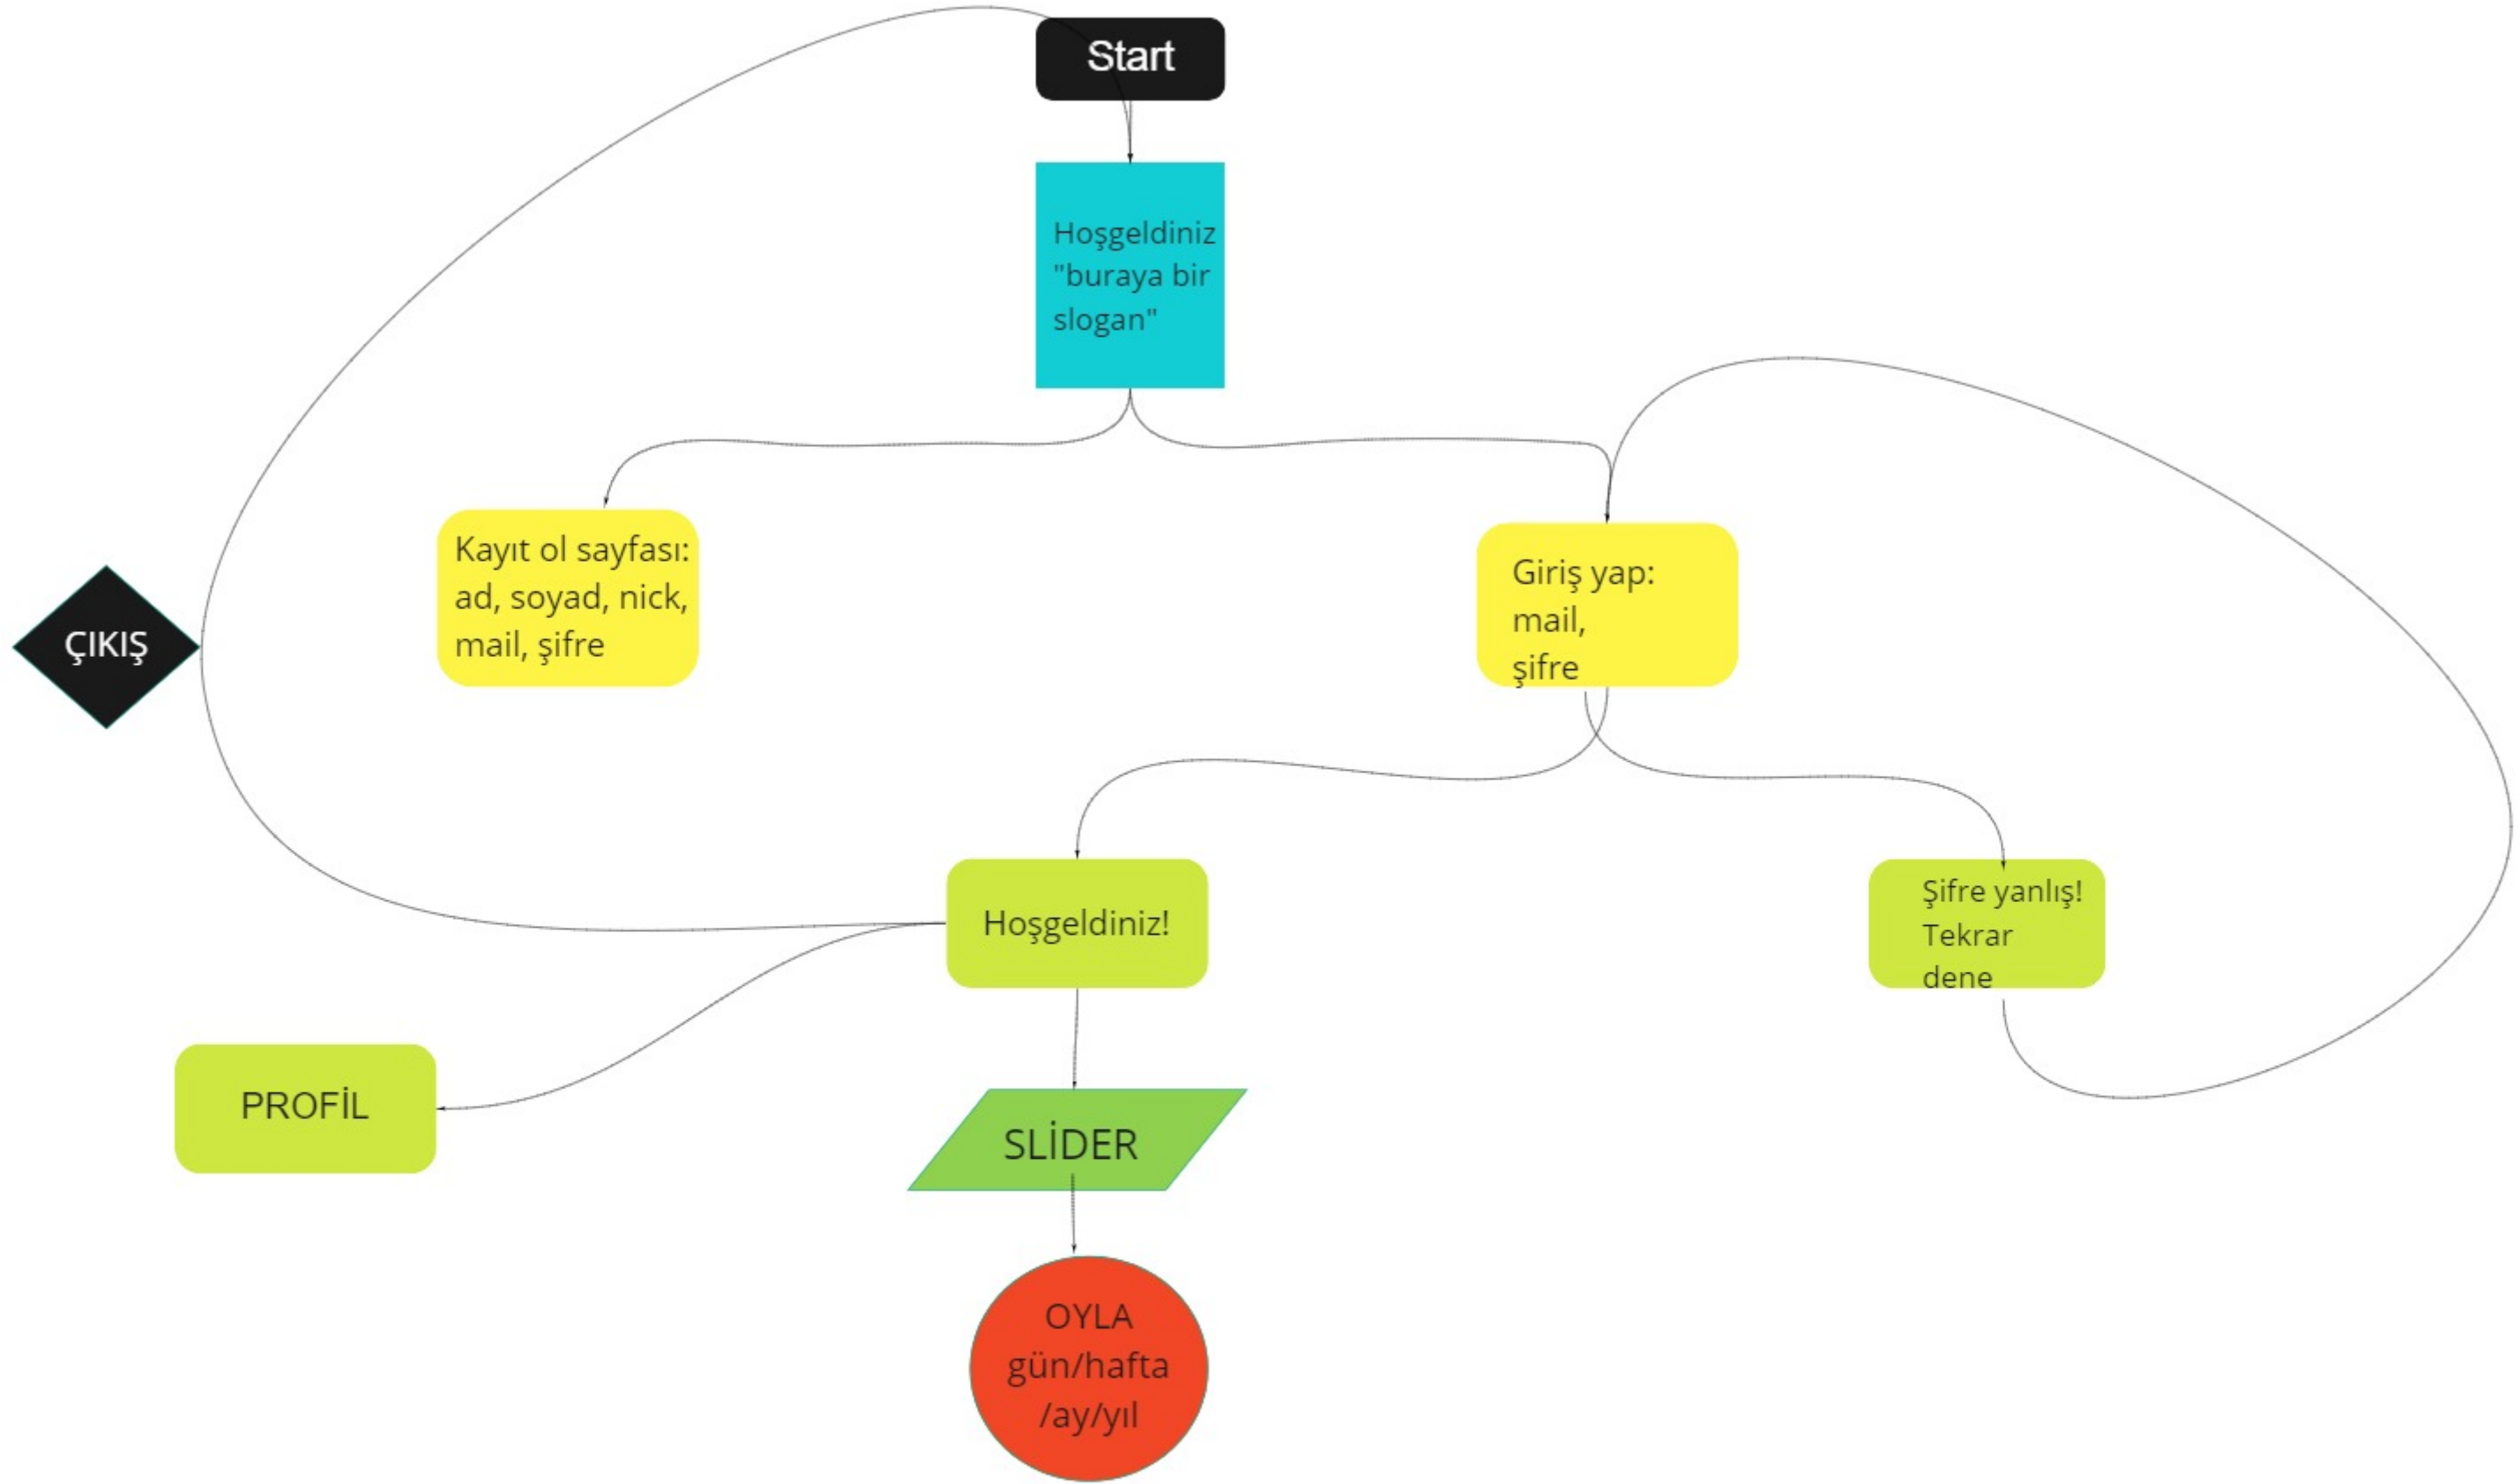 Start
Hoşgeldiniz
"buraya bir
slogan"
Kayıt ol sayfası:
ad, soyad, nick,
mail, şifre
Giriş yap:
mail,
şifre
ÇIKIŞ
Hoşgeldiniz!
Şifre yanlış!
Tekrar
dene
PROFİL
SLİDER
OYLA
gün/hafta
/ay/yıl